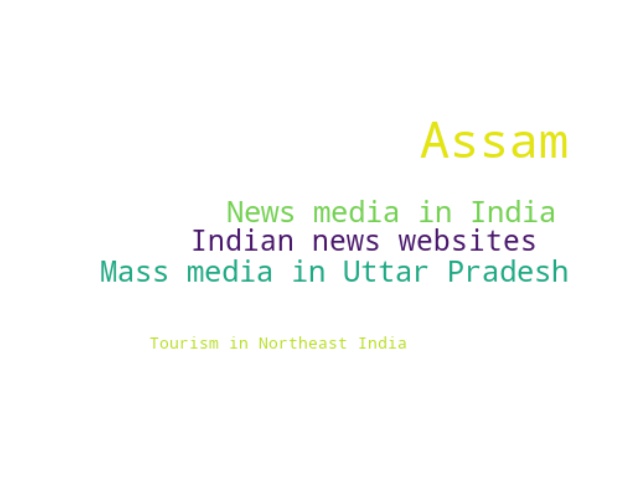 Assam
News media in India
Indian news websites
Mass media in Uttar Pradesh
Tourism in Northeast India